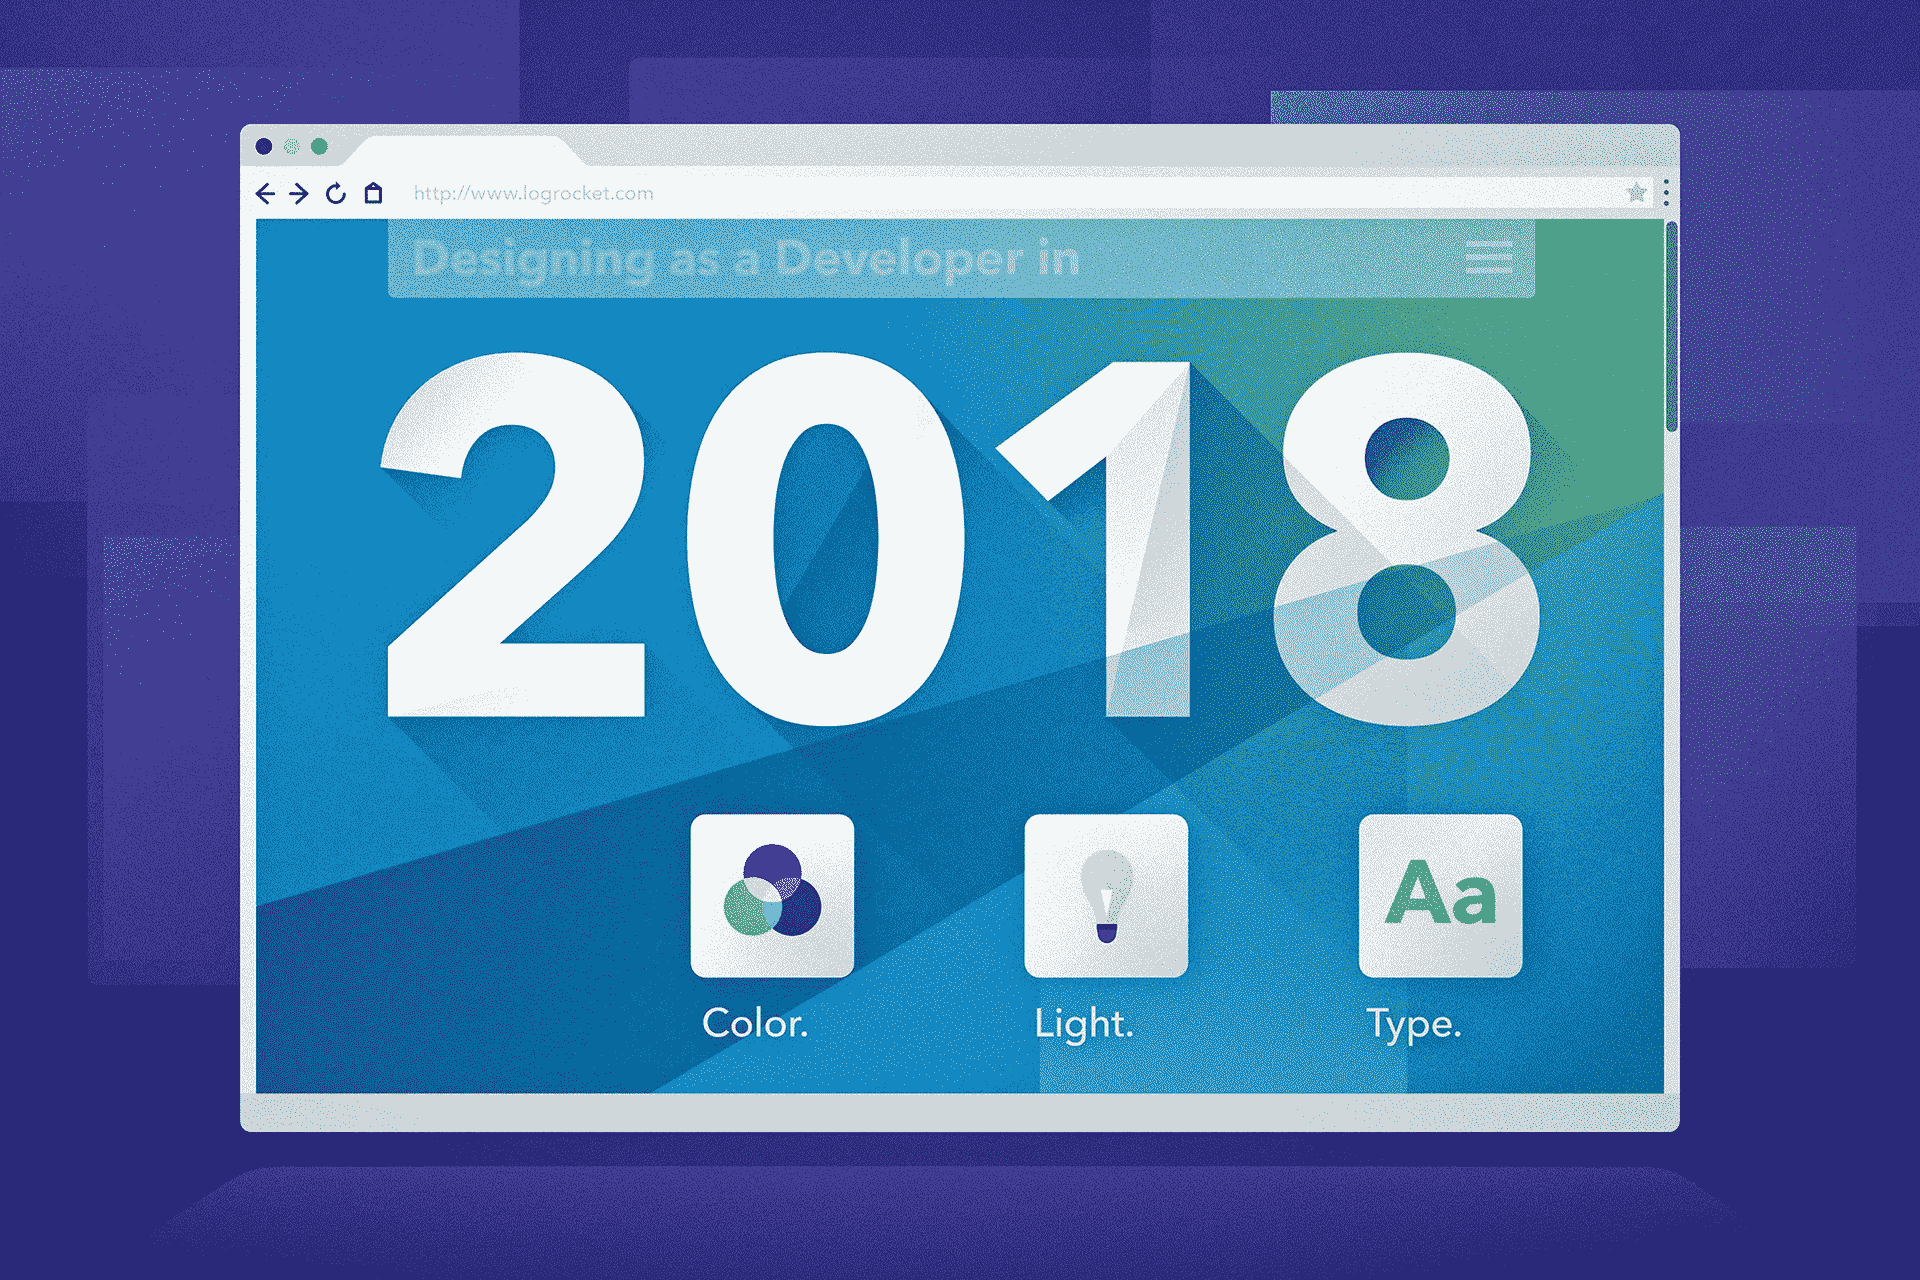 http://www.logrocket.com
Designing as a Developer in
2018
Aa
Color.
Light.
Type.